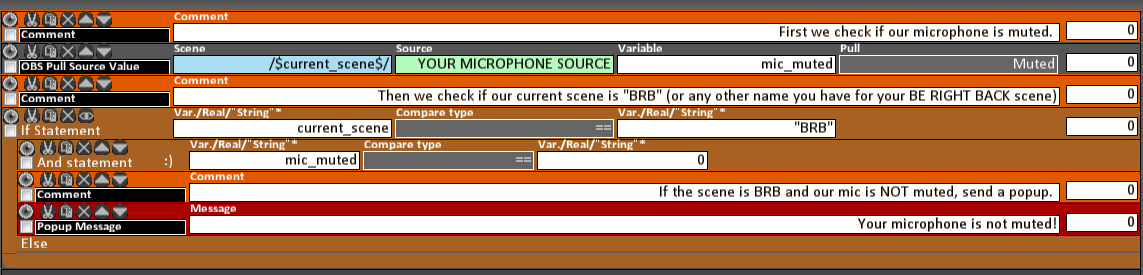 Comment
Comment First we check if our microphone is muted. 0
Scene Source Variable Pull
OBS Pull Source Value /$current_scene$/ YOUR MICROPHONE SOURCE mic_muted Muted 0
Comment
Comment Then we check if our current scene is "BRB" (or any other name you have for your BE RIGHT BACK scene) 0
Var./Real/"String"* Compare type Var./Real/"String"*
If Statement current_scene == "BRB" 0
Var./Real/"String"* Compare type Var./Real/"String"*
And statement :) mic_muted == 0
Comment
Comment If the scene is BRB and our mic is NOT muted, send a popup. 0
Message
Popup Message Your microphone is not muted! 0
Else